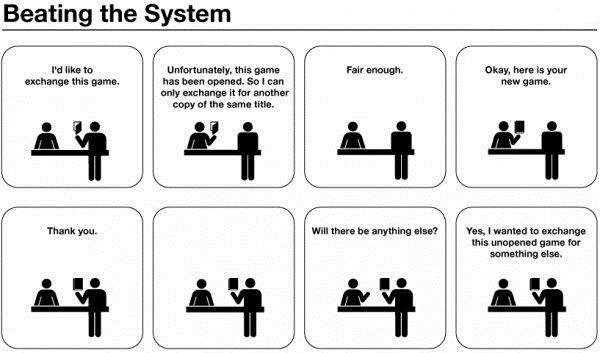 Beating the System
I'd like to
exchange this game.
Unfortunately, this game
has been opened. So I can
only exchange it for another
copy of the same title.
Fair enough.
Okay, here is your
new game.
Thank you.
Will there be anything else?
Yes, I wanted to exchange
this unopened game for
something else.